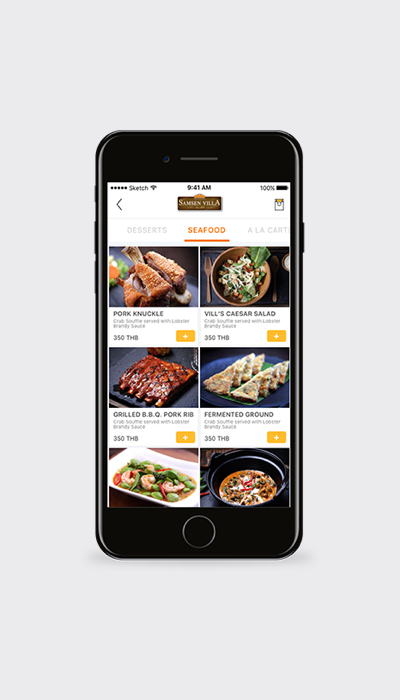 Sketch 9:41 AM 100%
SAMSEN VILLA
DESSERTS SEAFOOD A LA CART
PORK KNUCKLE
Crab Souffle served with Lobster
Brandy Sauce
350 THB +
VILL'S CAESAR SALAD
Crab Souffle served with Lobster
Brandy Sauce
350 THB +
GRILLED B.B.Q. PORK RIB
Crab Souffle served with Lobster
Brandy Sauce
350 THB +
FERMENTED GROUND
Crab Souffle served with Lobster
Brandy Sauce
350 THB +